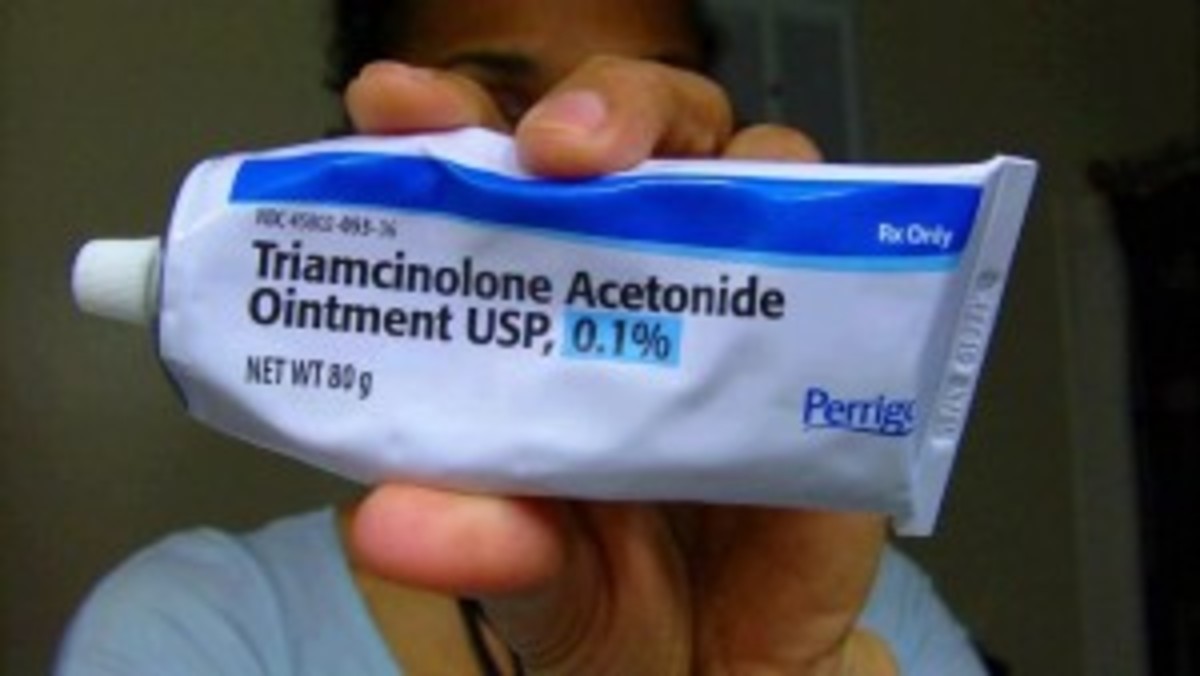 Rx Only
Triamcinolone Acetonide
Ointment USP, 0.1%
NET WT 80 g
Perrigo